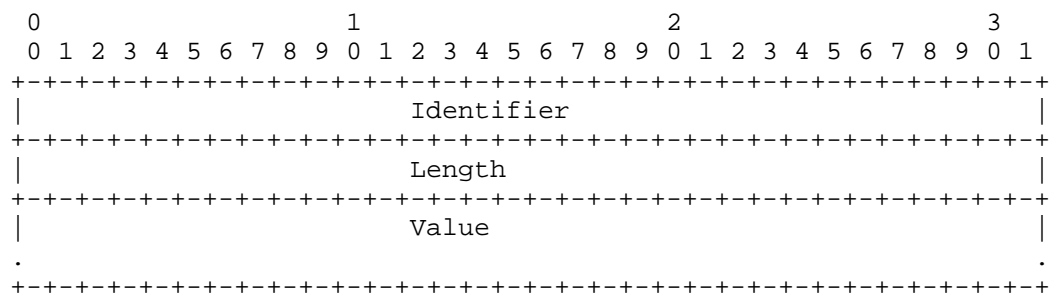 0                   1                   2                   3
 0 1 2 3 4 5 6 7 8 9 0 1 2 3 4 5 6 7 8 9 0 1 2 3 4 5 6 7 8 9 0 1
+-+-+-+-+-+-+-+-+-+-+-+-+-+-+-+-+-+-+-+-+-+-+-+-+-+-+-+-+-+-+-+-+
|                        Identifier                             |
+-+-+-+-+-+-+-+-+-+-+-+-+-+-+-+-+-+-+-+-+-+-+-+-+-+-+-+-+-+-+-+-+
|                        Length                                 |
+-+-+-+-+-+-+-+-+-+-+-+-+-+-+-+-+-+-+-+-+-+-+-+-+-+-+-+-+-+-+-+-+
|                        Value                                  |
.                                                               .
+-+-+-+-+-+-+-+-+-+-+-+-+-+-+-+-+-+-+-+-+-+-+-+-+-+-+-+-+-+-+-+-+